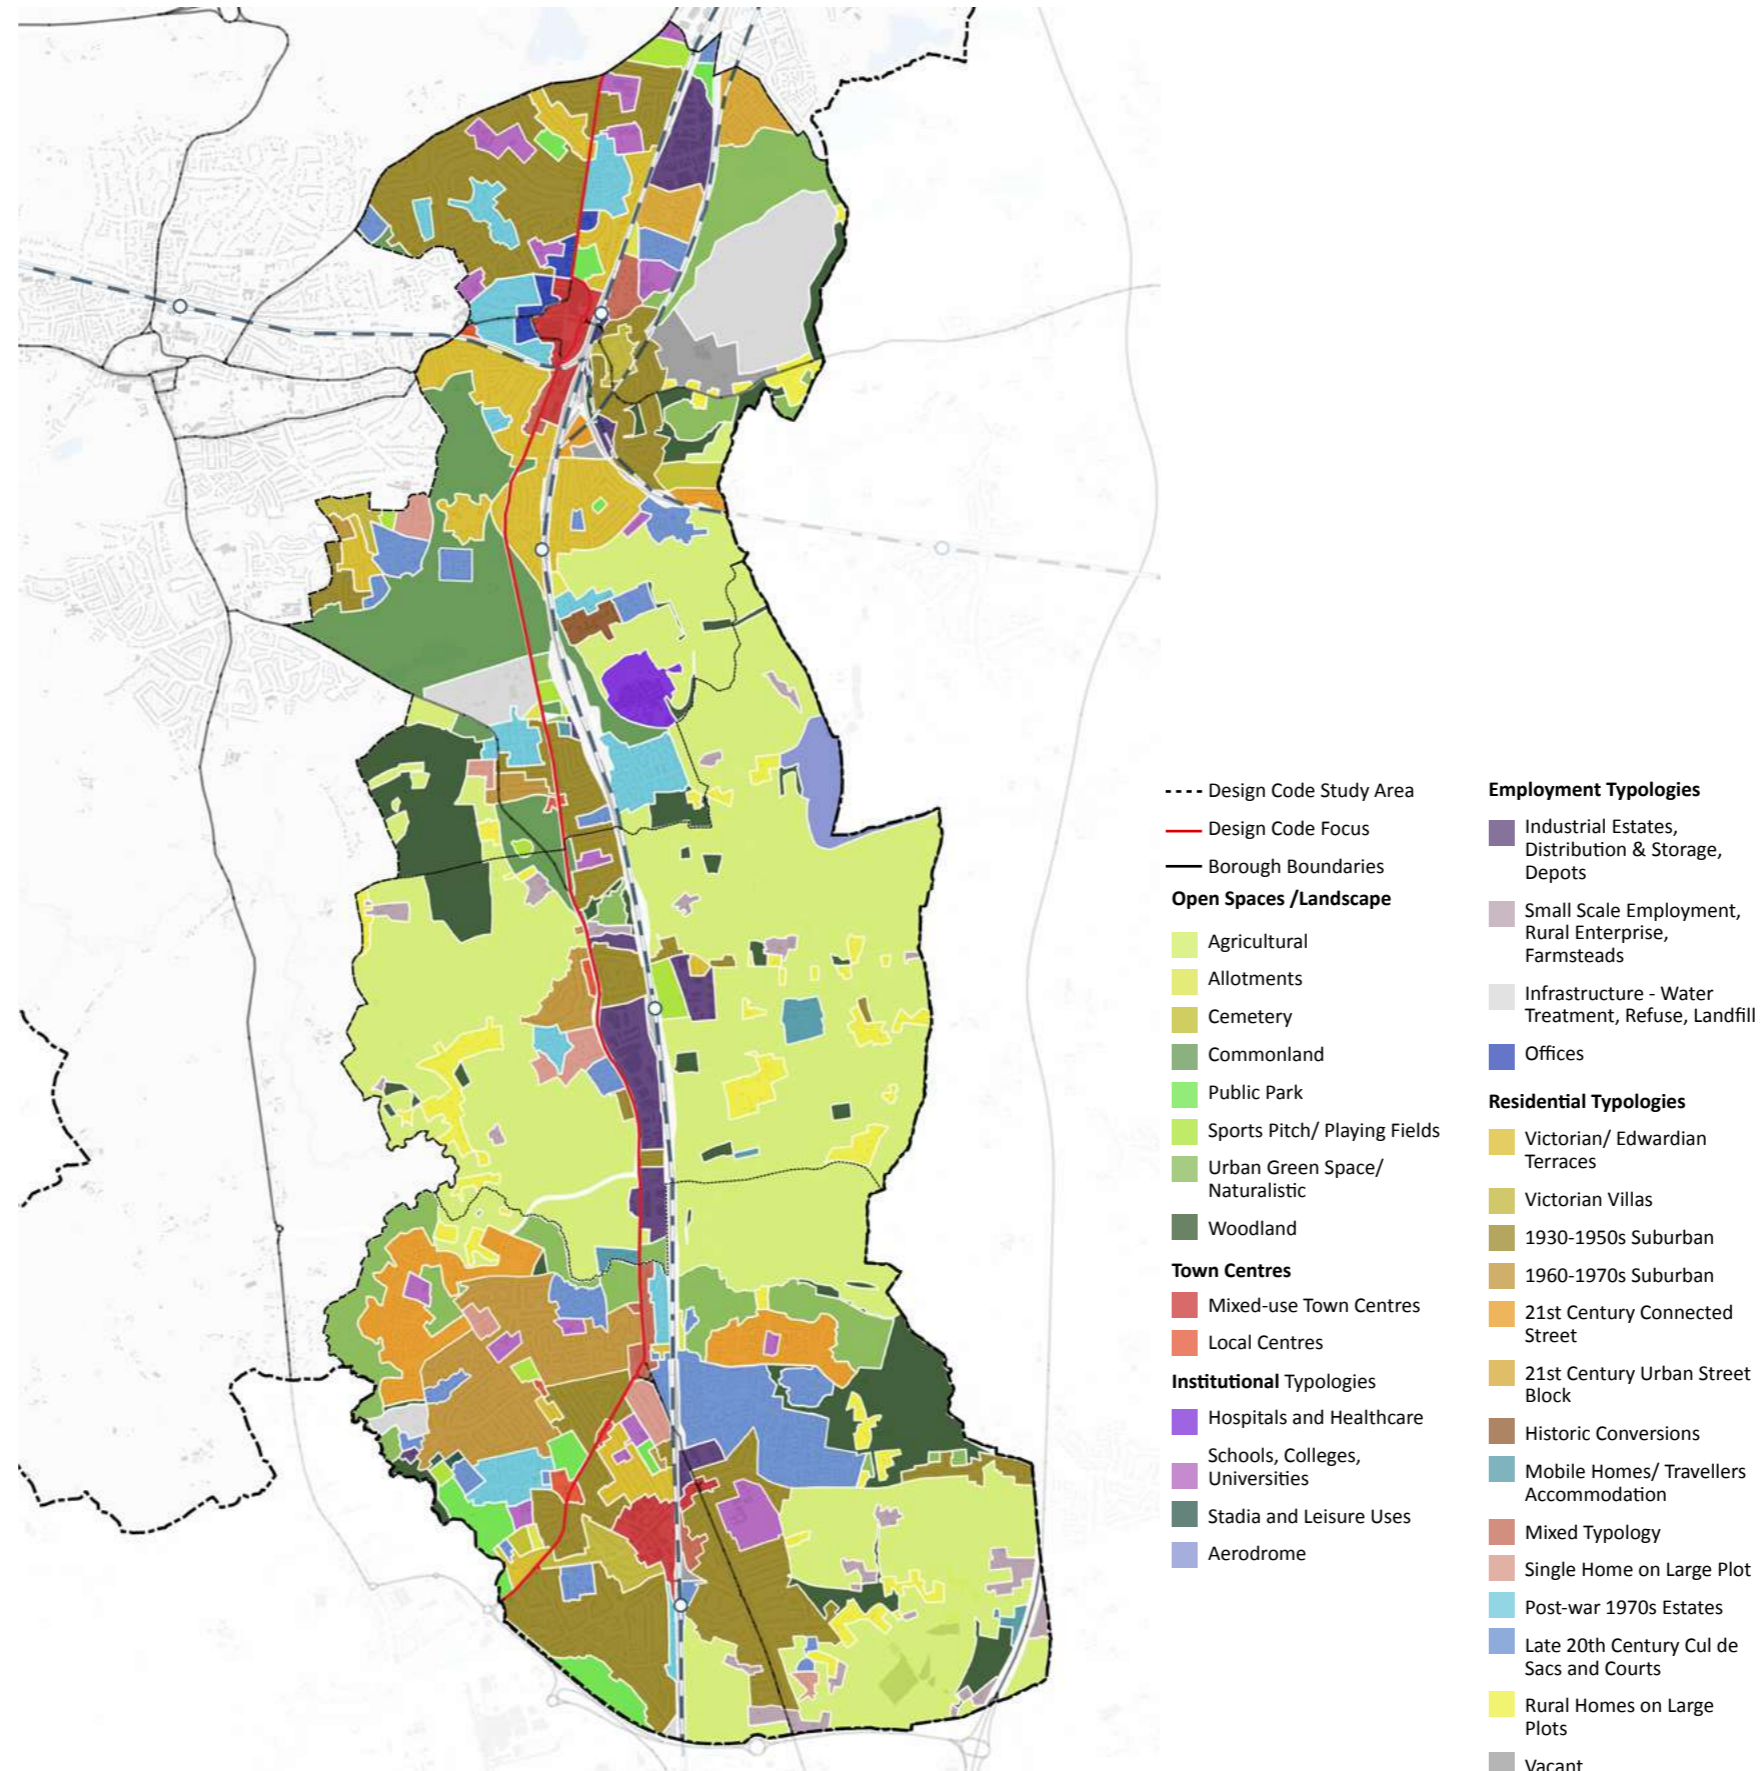 Design Code Study Area
Design Code Focus
Borough Boundaries
Open Spaces /Landscape
Agricultural
Allotments
Cemetery
Commonland
Public Park
Sports Pitch/ Playing Fields
Urban Green Space/
Naturalistic
Woodland
Town Centres
Mixed-use Town Centres
Local Centres
Institutional Typologies
Hospitals and Healthcare
Schools, Colleges,
Universities
Stadia and Leisure Uses
Aerodrome
Employment Typologies
Industrial Estates,
Distribution & Storage,
Depots
Small Scale Employment,
Rural Enterprise,
Farmsteads
Infrastructure - Water
Treatment, Refuse, Landfill
Offices
Residential Typologies
Victorian/ Edwardian
Terraces
Victorian Villas
1930-1950s Suburban
1960-1970s Suburban
21st Century Connected
Street
21st Century Urban Street
Block
Historic Conversions
Mobile Homes/ Travellers
Accommodation
Mixed Typology
Single Home on Large Plot
Post-war 1970s Estates
Late 20th Century Cul de
Sacs and Courts
Rural Homes on Large
Plots
Vacant